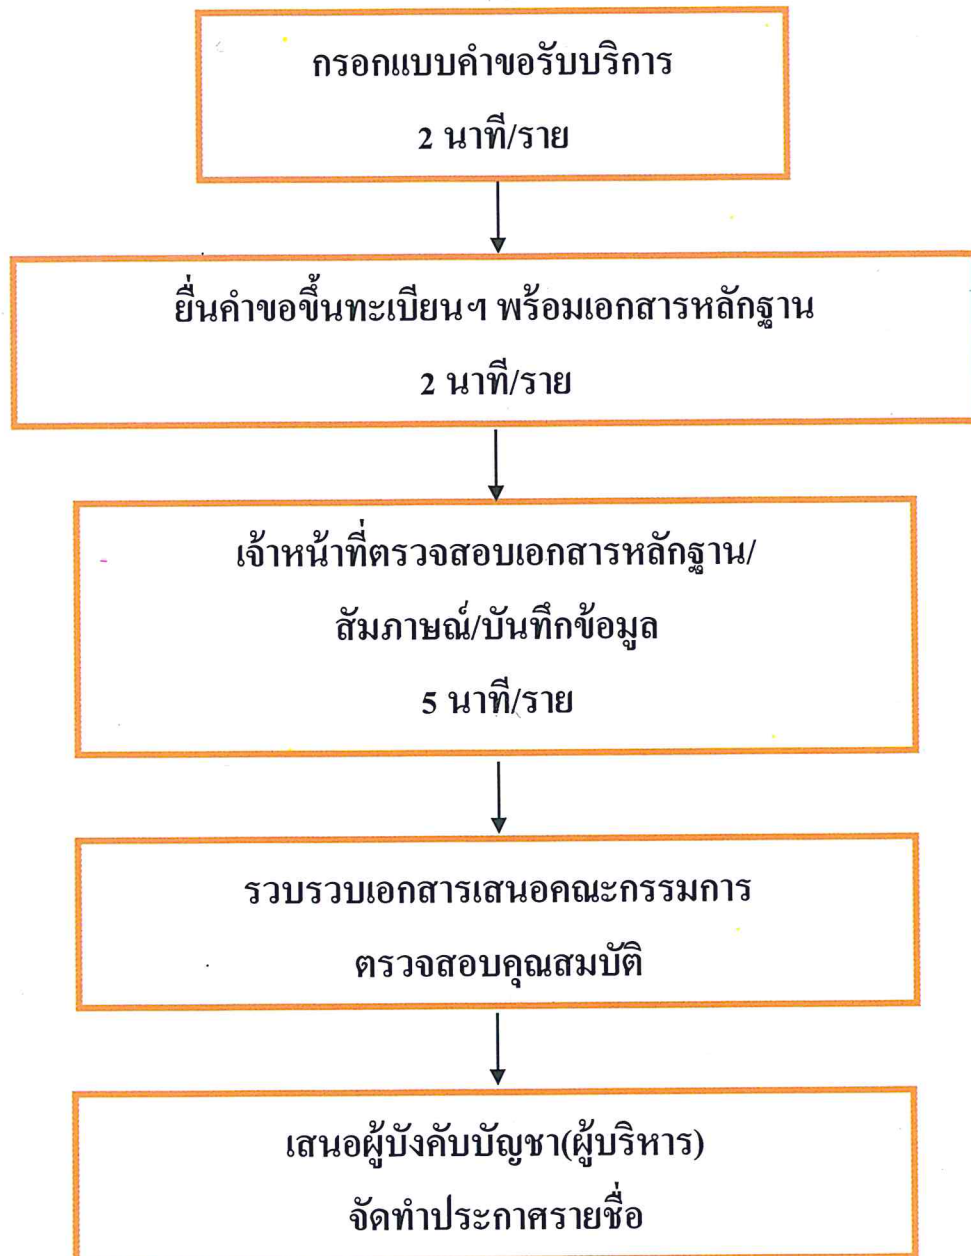 กรอกแบบคำขอรับบริการ
2 นาที/ราย
ยื่นคำขอขึ้นทะเบียนฯ พร้อมเอกสารหลักฐาน
2 นาที/ราย
เจ้าหน้าที่ตรวจสอบเอกสารหลักฐาน/
สัมภาษณ์/บันทึกข้อมูล
5 นาที/ราย
รวบรวบเอกสารเสนอคณะกรรมการ
ตรวจสอบคุณสมบัติ
เสนอผู้บังคับบัญชา(ผู้บริหาร)
จัดทำประกาศรายชื่อ